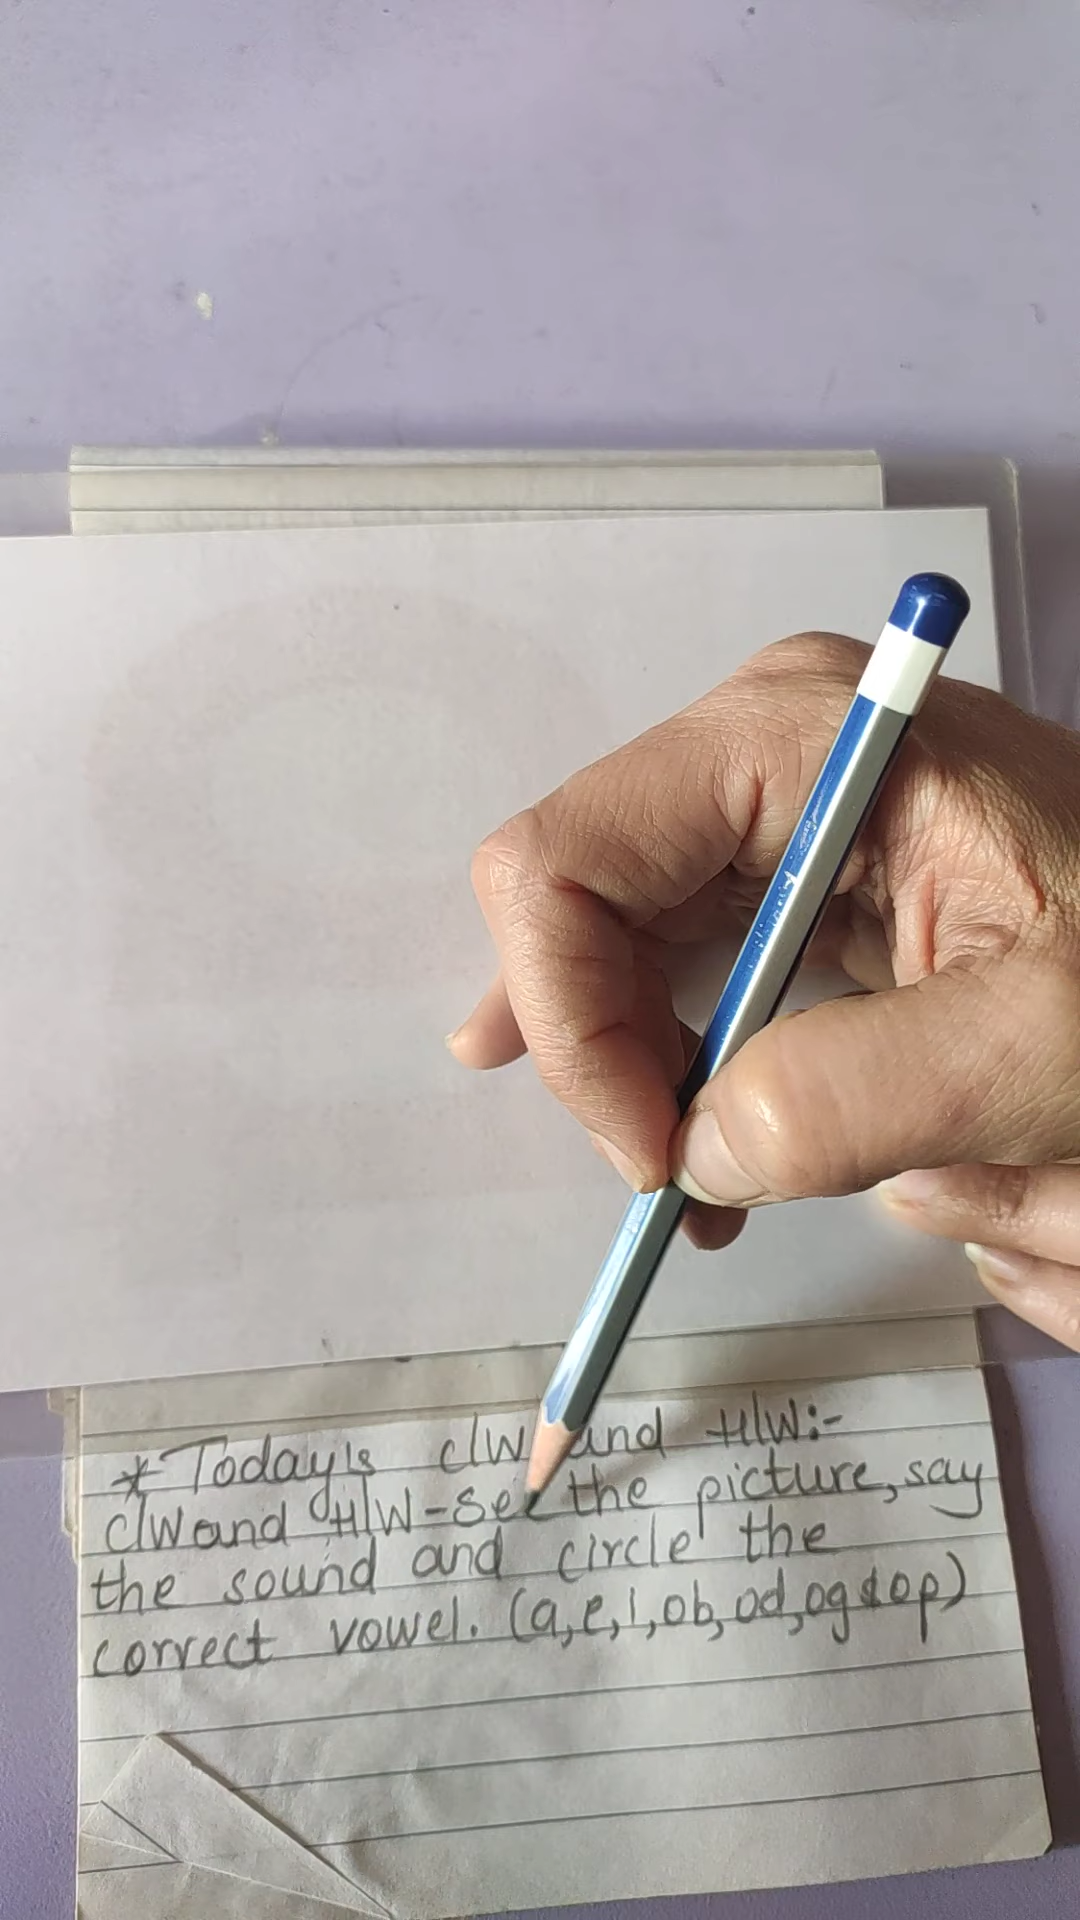 * Today's C/W and H/W:-
C/W and H/W-See the picture, say
the sound and circle the
correct vowel. (a,e,i,ob,od,og & op)